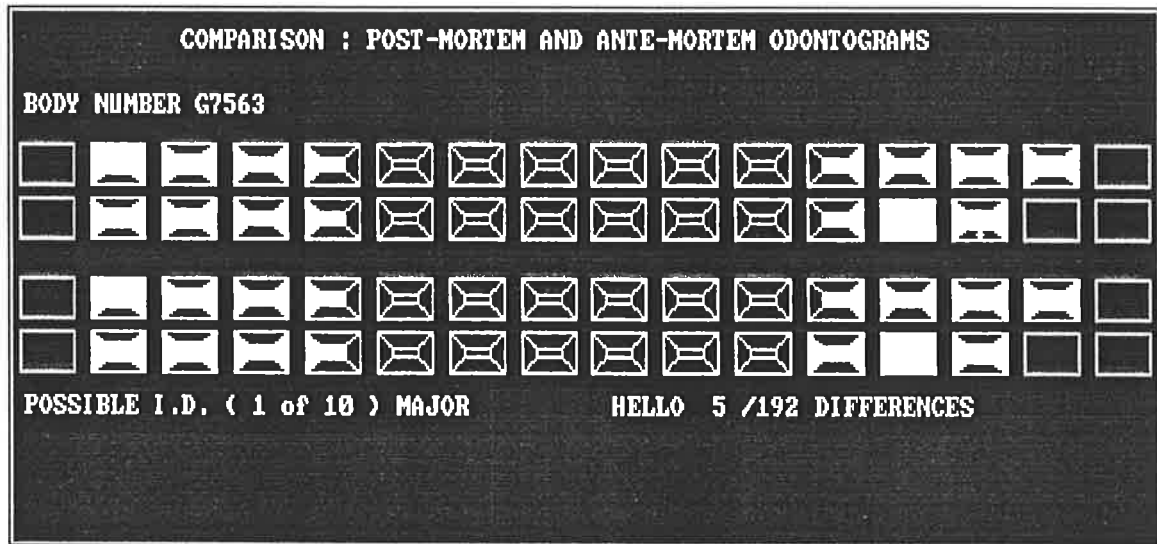 COMPARISON : POST-MORTEM AND ANTE-MORTEM ODONTOGRAMS
BODY NUMBER G7563
POSSIBLE I.D. ( 1 of 10 ) MAJOR HELLO 5 /192 DIFFERENCES